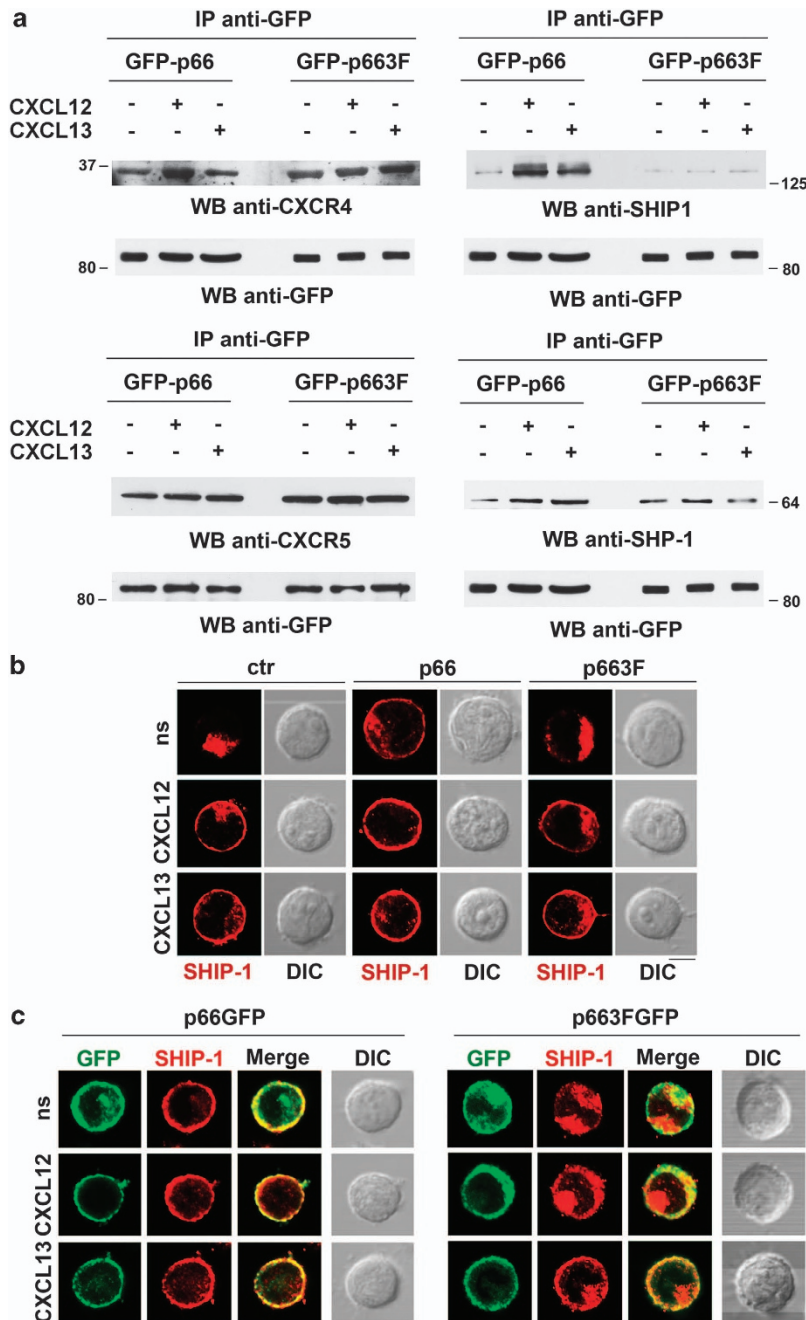 a
IP anti-GFP
GFP-p66 GFP-p663F
CXCL12 - + - - + -
CXCL13 - - + - - +
37
WB anti-CXCR4
80
WB anti-GFP
IP anti-GFP
GFP-p66 GFP-p663F
- + - - + -
- - + - - +
125
WB anti-SHIP1
80
WB anti-GFP
IP anti-GFP
GFP-p66 GFP-p663F
CXCL12 - + - - + -
CXCL13 - - + - - +
WB anti-CXCR5
80
WB anti-GFP
IP anti-GFP
GFP-p66 GFP-p663F
- + - - + -
- - + - - +
64
WB anti-SHP-1
80
WB anti-GFP
b
ctr p66 p663F
ns
CXCL12
CXCL13
SHIP-1 DIC SHIP-1 DIC SHIP-1 DIC
c
p66GFP
GFP SHIP-1 Merge DIC
ns
CXCL12
CXCL13
p663FGFP
GFP SHIP-1 Merge DIC